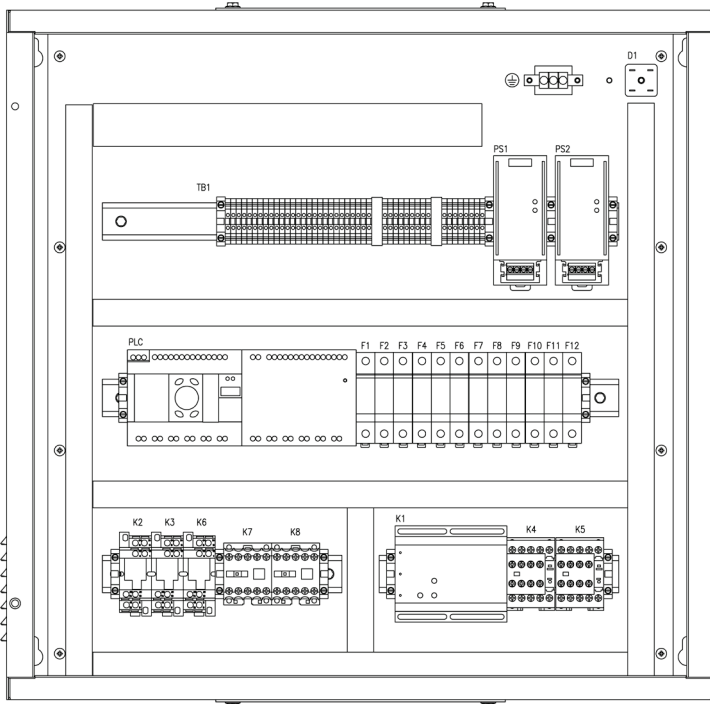 D1
PS1 PS2
TB1
PLC F1 F2 F3 F4 F5 F6 F7 F8 F9 F10 F11 F12
K2 K3 K6 K7 K8 K1 K4 K5